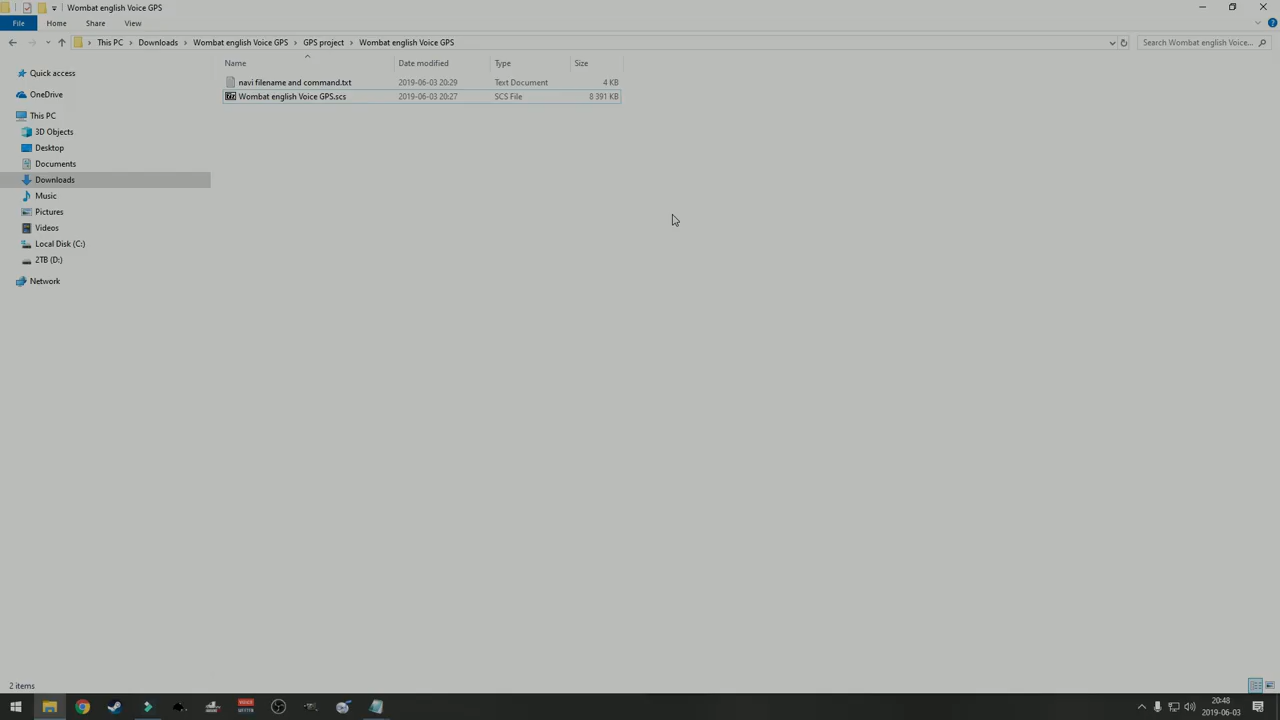 Wombat english Voice GPS
File Home Share View
This PC Downloads Wombat english Voice GPS GPS project Wombat english Voice GPS Search Wombat english Voice...
Name Date modified Type Size
Quick access
OneDrive
This PC
3D Objects
Desktop
Documents
Downloads
Music
Pictures
Videos
Local Disk (C:)
2TB (D:)
Network
navi filename and command.txt 2019-06-03 20:29 Text Document 4 KB
Wombat english Voice GPS.scs 2019-06-03 20:27 SCS File 8 391 KB
2 items
20:48
2019-06-03